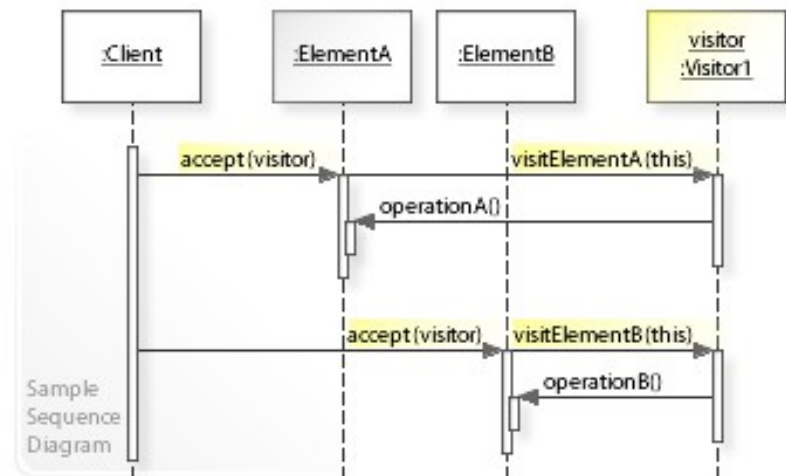 :Client
:ElementA
:ElementB
visitor
:Visitor1
accept(visitor)
visitElementA(this)
operationA()
accept(visitor)
visitElementB(this)
operationB()
Sample
Sequence
Diagram